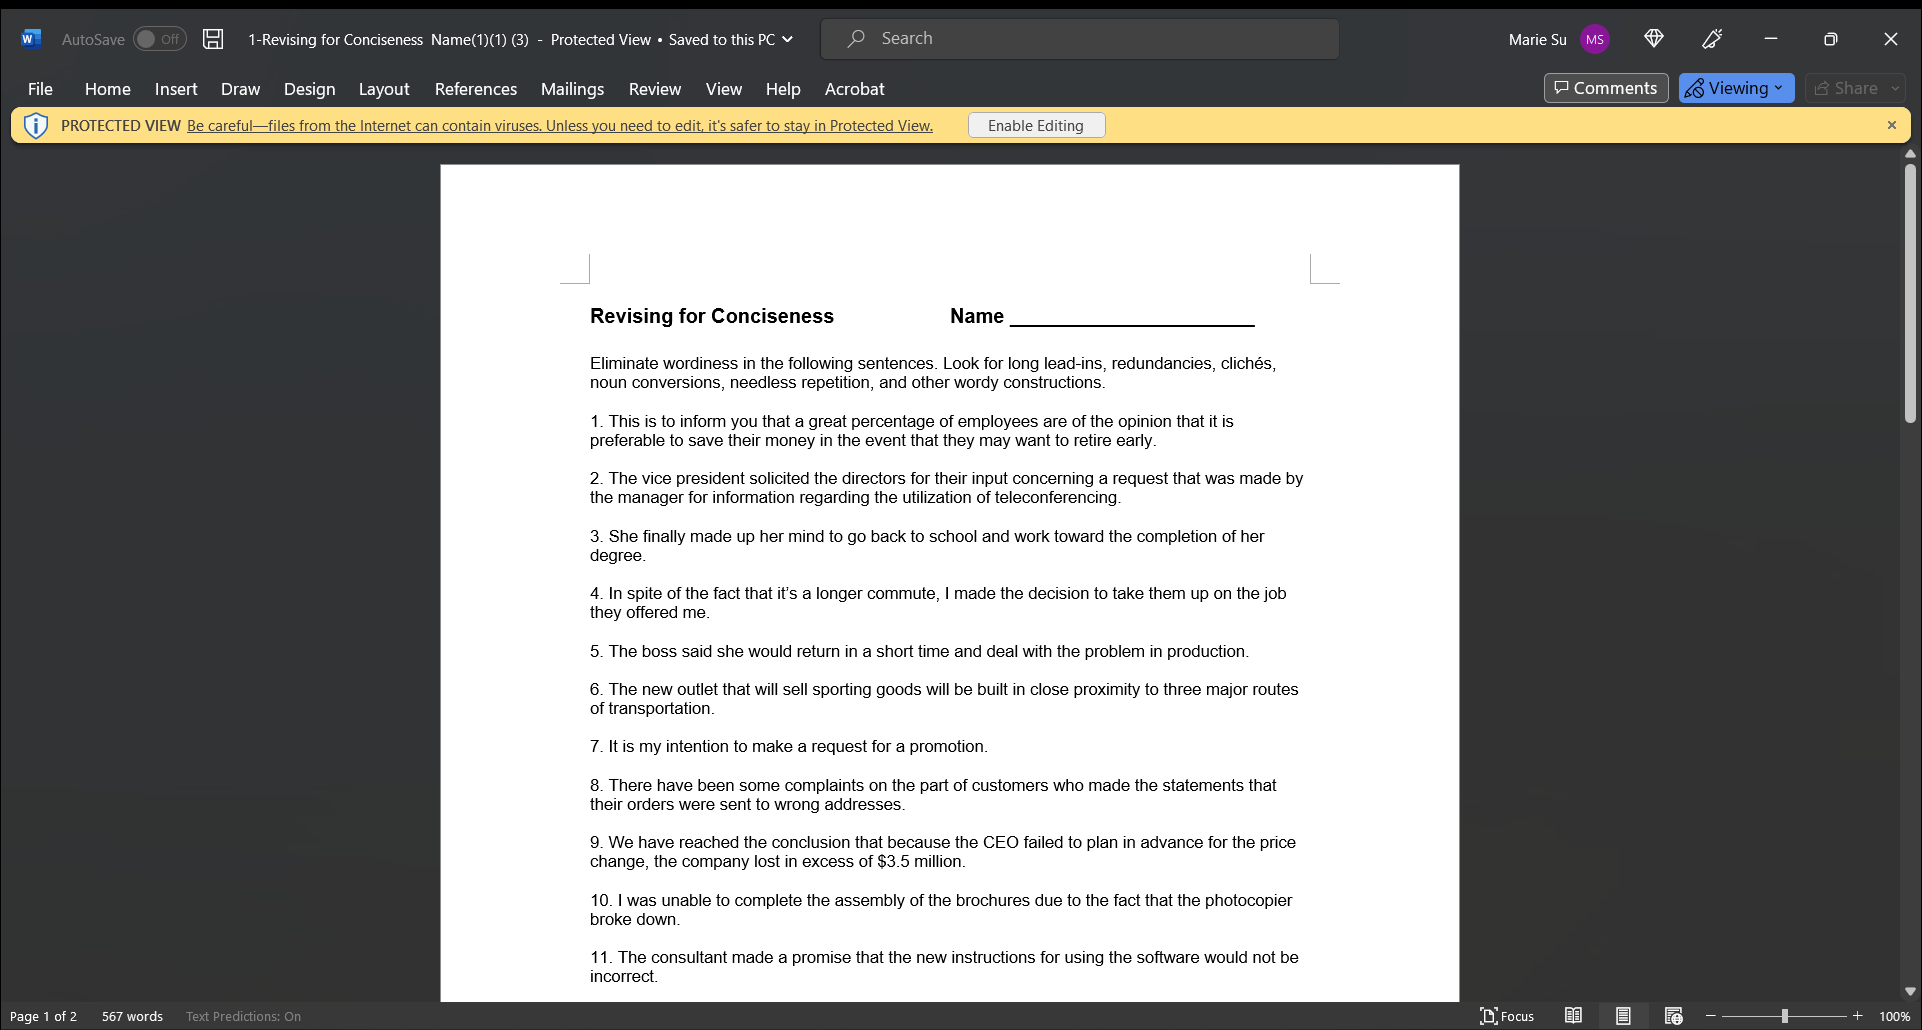 W AutoSave Off 1-Revising for Conciseness Name(1)(1) (3) - Protected View • Saved to this PC Search Marie Su MS
File Home Insert Draw Design Layout References Mailings Review View Help Acrobat Comments Viewing Share
PROTECTED VIEW Be careful—files from the Internet can contain viruses. Unless you need to edit, it's safer to stay in Protected View. Enable Editing
Revising for Conciseness Name ______________________
Eliminate wordiness in the following sentences. Look for long lead-ins, redundancies, clichés,
noun conversions, needless repetition, and other wordy constructions.
1. This is to inform you that a great percentage of employees are of the opinion that it is
preferable to save their money in the event that they may want to retire early.
2. The vice president solicited the directors for their input concerning a request that was made by
the manager for information regarding the utilization of teleconferencing.
3. She finally made up her mind to go back to school and work toward the completion of her
degree.
4. In spite of the fact that it’s a longer commute, I made the decision to take them up on the job
they offered me.
5. The boss said she would return in a short time and deal with the problem in production.
6. The new outlet that will sell sporting goods will be built in close proximity to three major routes
of transportation.
7. It is my intention to make a request for a promotion.
8. There have been some complaints on the part of customers who made the statements that
their orders were sent to wrong addresses.
9. We have reached the conclusion that because the CEO failed to plan in advance for the price
change, the company lost in excess of $3.5 million.
10. I was unable to complete the assembly of the brochures due to the fact that the photocopier
broke down.
11. The consultant made a promise that the new instructions for using the software would not be
incorrect.
Page 1 of 2 567 words Text Predictions: On Focus 100%